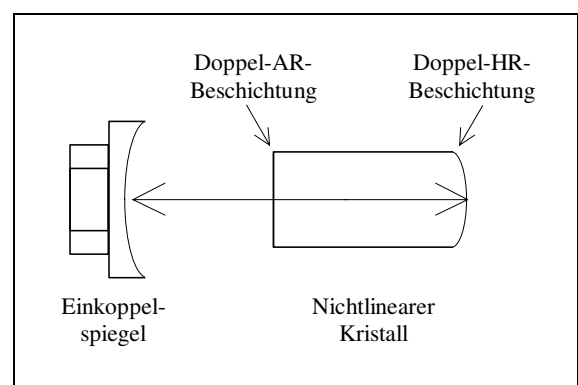 Doppel-AR-
Beschichtung
Doppel-HR-
Beschichtung
Einkoppel-
spiegel
Nichtlinearer
Kristall